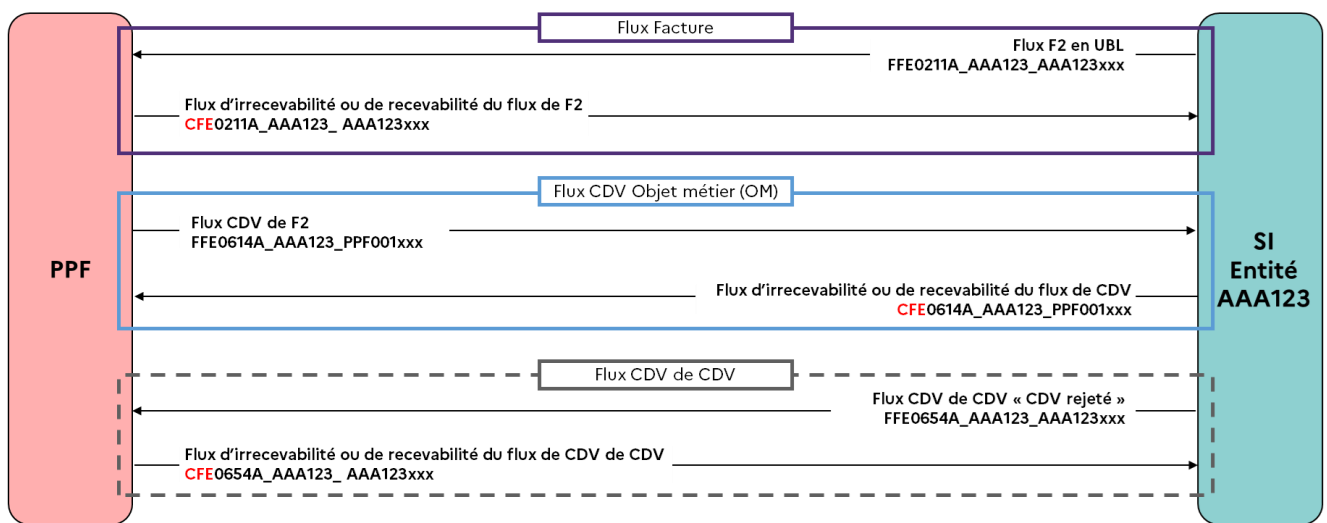 Flux Facture
Flux F2 en UBL
FFE0211A_AAA123_AAA123xxx
Flux d'irrecevabilité ou de recevabilité du flux de F2
CFE0211A_AAA123_ AAA123xxx
Flux CDV Objet métier (OM)
Flux CDV de F2
FFE0614A_AAA123_PPF001xxx
PPF
SI
Entité
AAA123
Flux d'irrecevabilité ou de recevabilité du flux de CDV
CFE0614A_AAA123_PPF001xxx
Flux CDV de CDV
Flux CDV de CDV « CDV rejeté »
FFE0654A_AAA123_AAA123xxx
Flux d'irrecevabilité ou de recevabilité du flux de CDV de CDV
CFE0654A_AAA123_ AAA123xxx